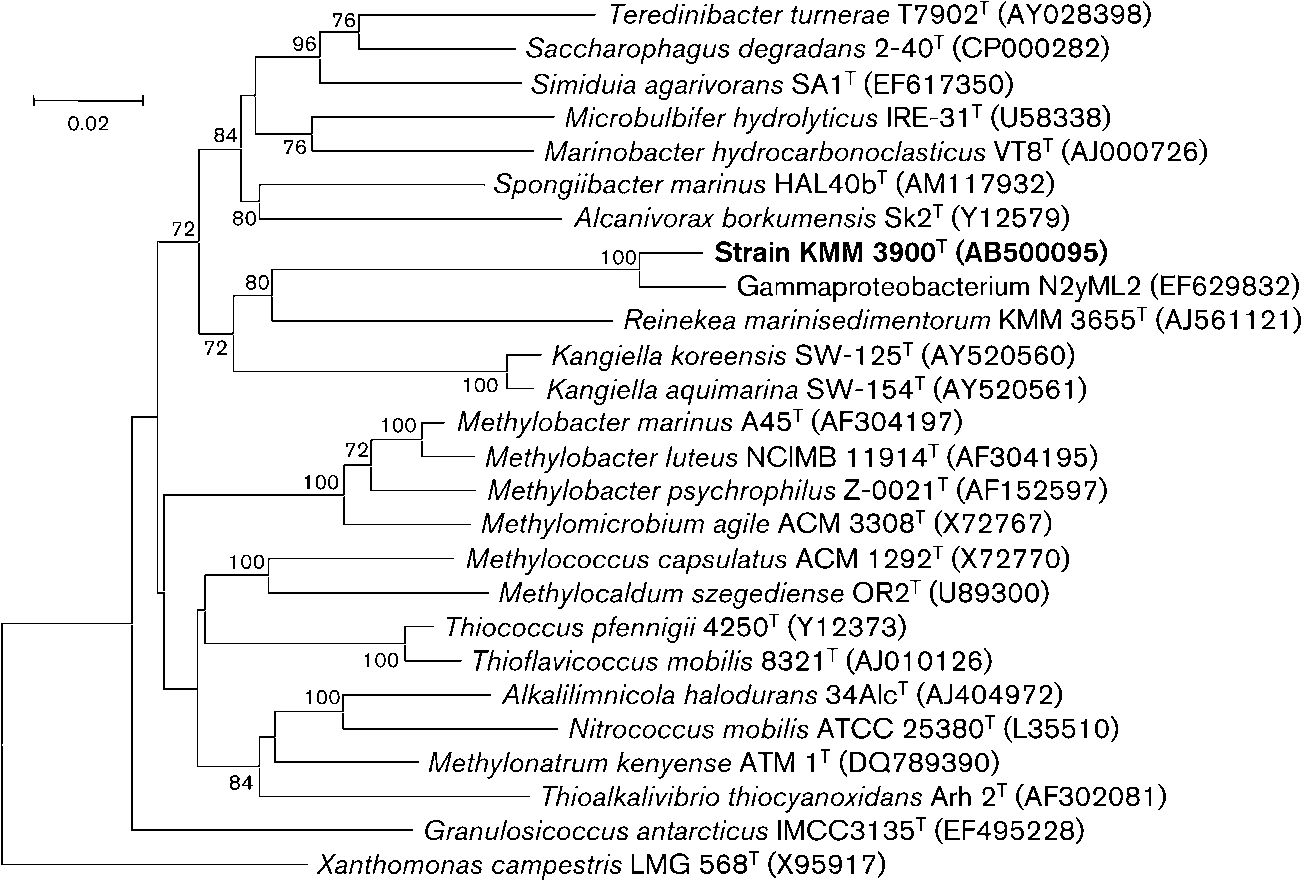 76 Teredinibacter turnerae T7902ᵀ (AY028398)
96 Saccharophagus degradans 2-40ᵀ (CP000282)
Simiduia agarivorans SA1ᵀ (EF617350)
0.02
Microbulbifer hydrolyticus IRE-31ᵀ (U58338)
84
76 Marinobacter hydrocarbonoclasticus VT8ᵀ (AJ000726)
Spongiibacter marinus HAL40bᵀ (AM117932)
80 Alcanivorax borkumensis Sk2ᵀ (Y12579)
72
100 Strain KMM 3900ᵀ (AB500095)
80 Gammaproteobacterium N2yML2 (EF629832)
Reinekea marinisedimentorum KMM 3655ᵀ (AJ561121)
72
Kangiella koreensis SW-125ᵀ (AY520560)
100 Kangiella aquimarina SW-154ᵀ (AY520561)
100 Methylobacter marinus A45ᵀ (AF304197)
72 Methylobacter luteus NCIMB 11914ᵀ (AF304195)
100 Methylobacter psychrophilus Z-0021ᵀ (AF152597)
Methylomicrobium agile ACM 3308ᵀ (X72767)
100 Methylococcus capsulatus ACM 1292ᵀ (X72770)
Methylocaldum szegediense OR2ᵀ (U89300)
Thiococcus pfennigii 4250ᵀ (Y12373)
100 Thioflavicoccus mobilis 8321ᵀ (AJ010126)
100 Alkalilimnicola halodurans 34Alcᵀ (AJ404972)
Nitrococcus mobilis ATCC 25380ᵀ (L35510)
Methylonatrum kenyense ATM 1ᵀ (DQ789390)
84 Thioalkalivibrio thiocyanoxidans Arh 2ᵀ (AF302081)
Granulosicoccus antarcticus IMCC3135ᵀ (EF495228)
Xanthomonas campestris LMG 568ᵀ (X95917)